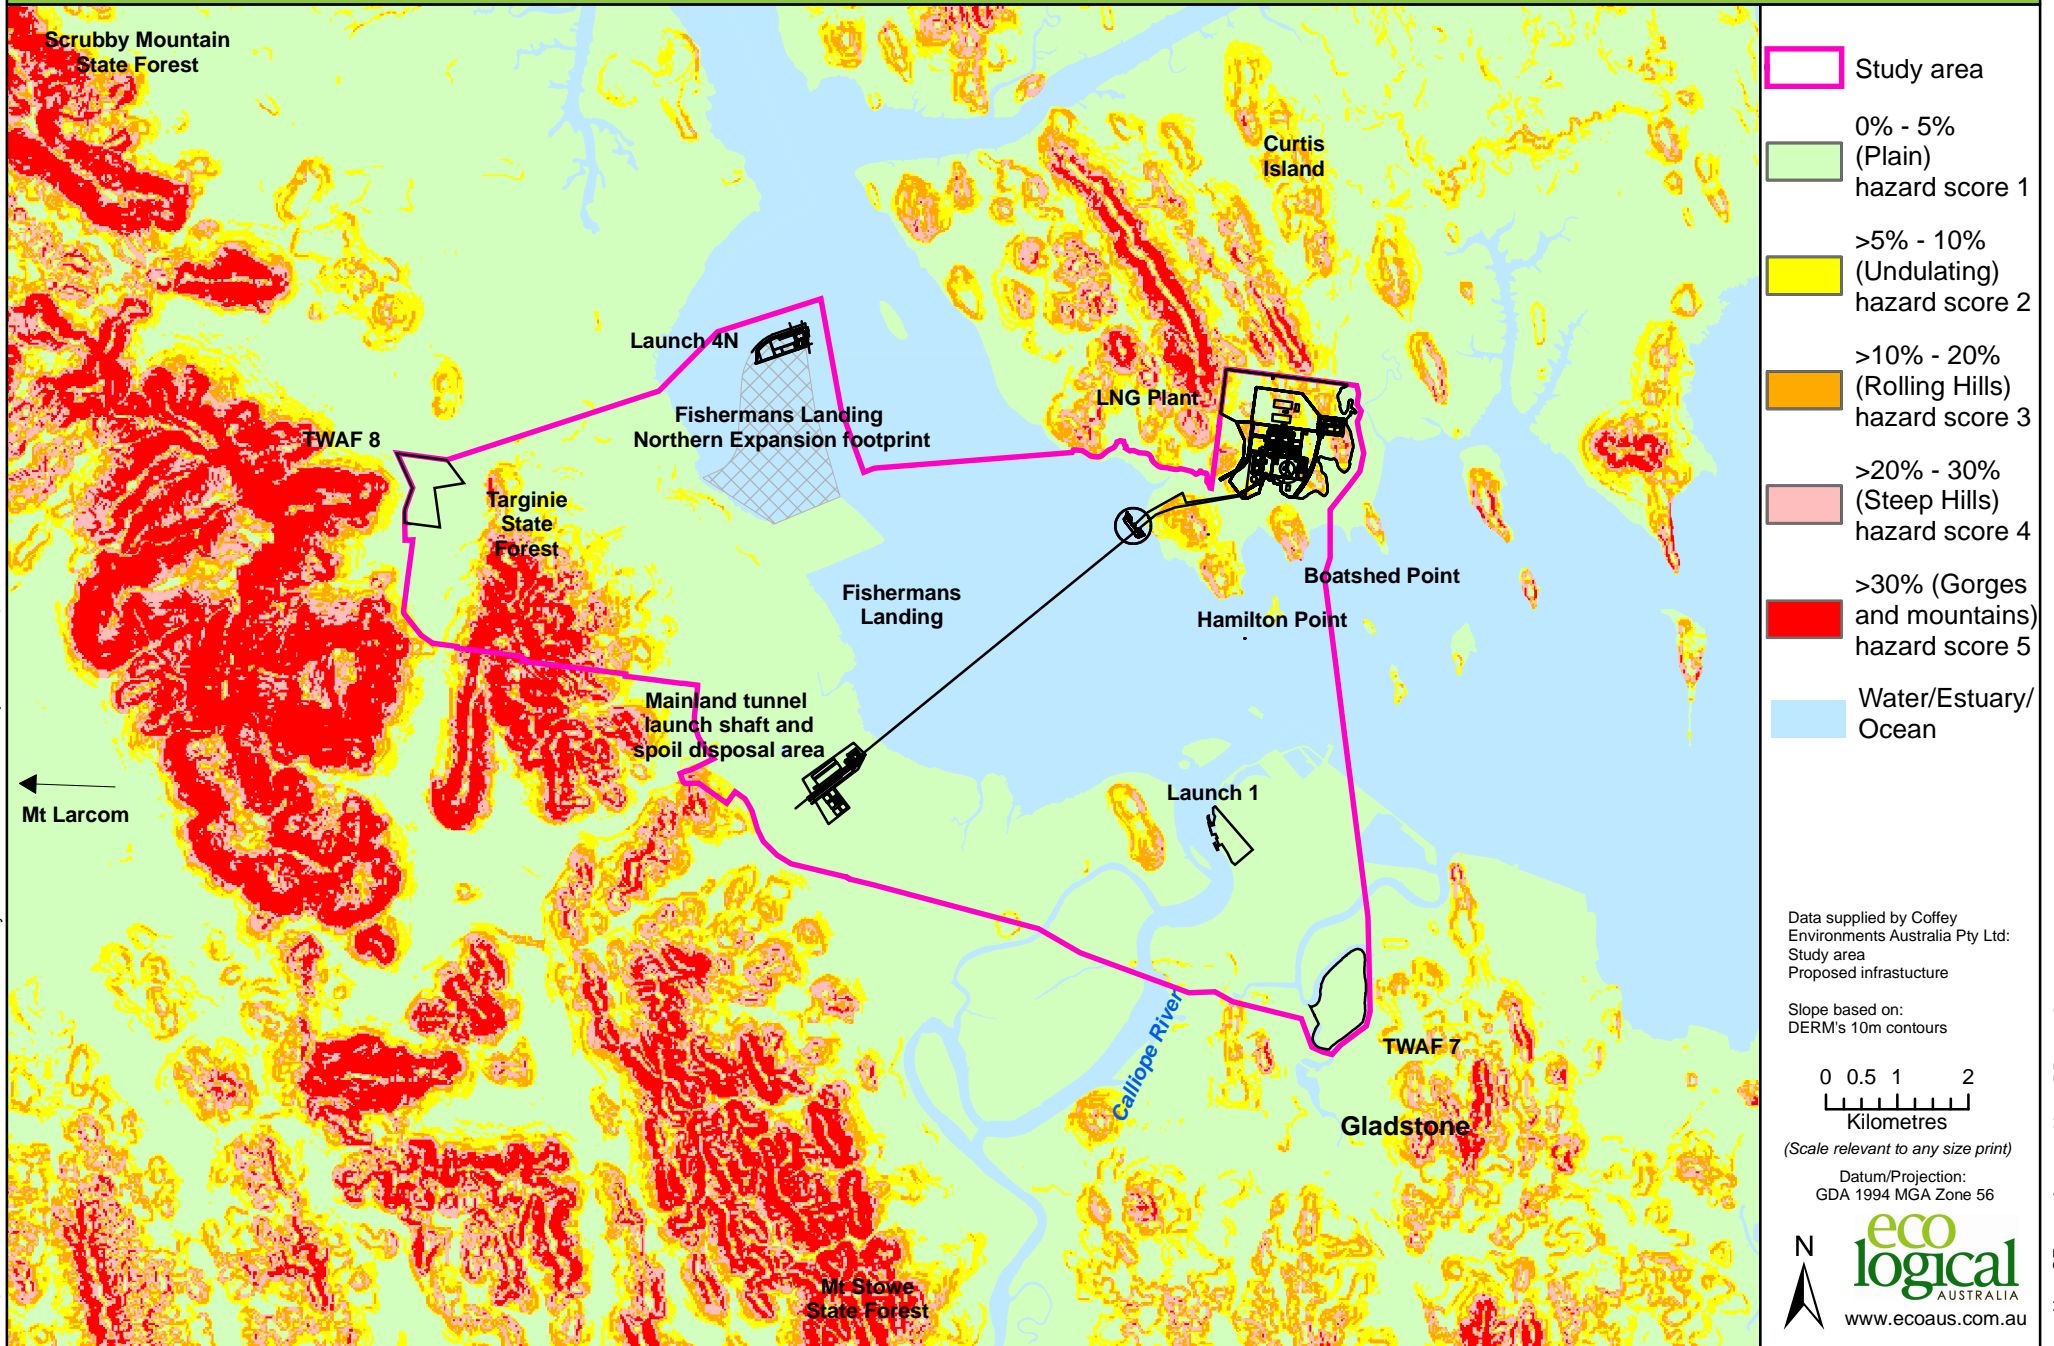 Scrubby Mountain
State Forest
Curtis
Island
Launch 4N
LNG Plant
Fishermans Landing
Northern Expansion footprint
TWAF 8
Targinie
State
Forest
Fishermans
Landing
Boatshed Point
Hamilton Point
Mainland tunnel
launch shaft and
spoil disposal area
Launch 1
Mt Larcom
Calliope River
TWAF 7
Gladstone
Mt Stowe
State Forest
Study area
0% - 5%
(Plain)
hazard score 1
>5% - 10%
(Undulating)
hazard score 2
>10% - 20%
(Rolling Hills)
hazard score 3
>20% - 30%
(Steep Hills)
hazard score 4
>30% (Gorges
and mountains)
hazard score 5
Water/Estuary/
Ocean
Data supplied by Coffey
Environments Australia Pty Ltd:
Study area
Proposed infrastucture
Slope based on:
DERM's 10m contours
0 0.5 1 2
Kilometres
(Scale relevant to any size print)
Datum/Projection:
GDA 1994 MGA Zone 56
N
eco
logical
AUSTRALIA
www.ecoaus.com.au